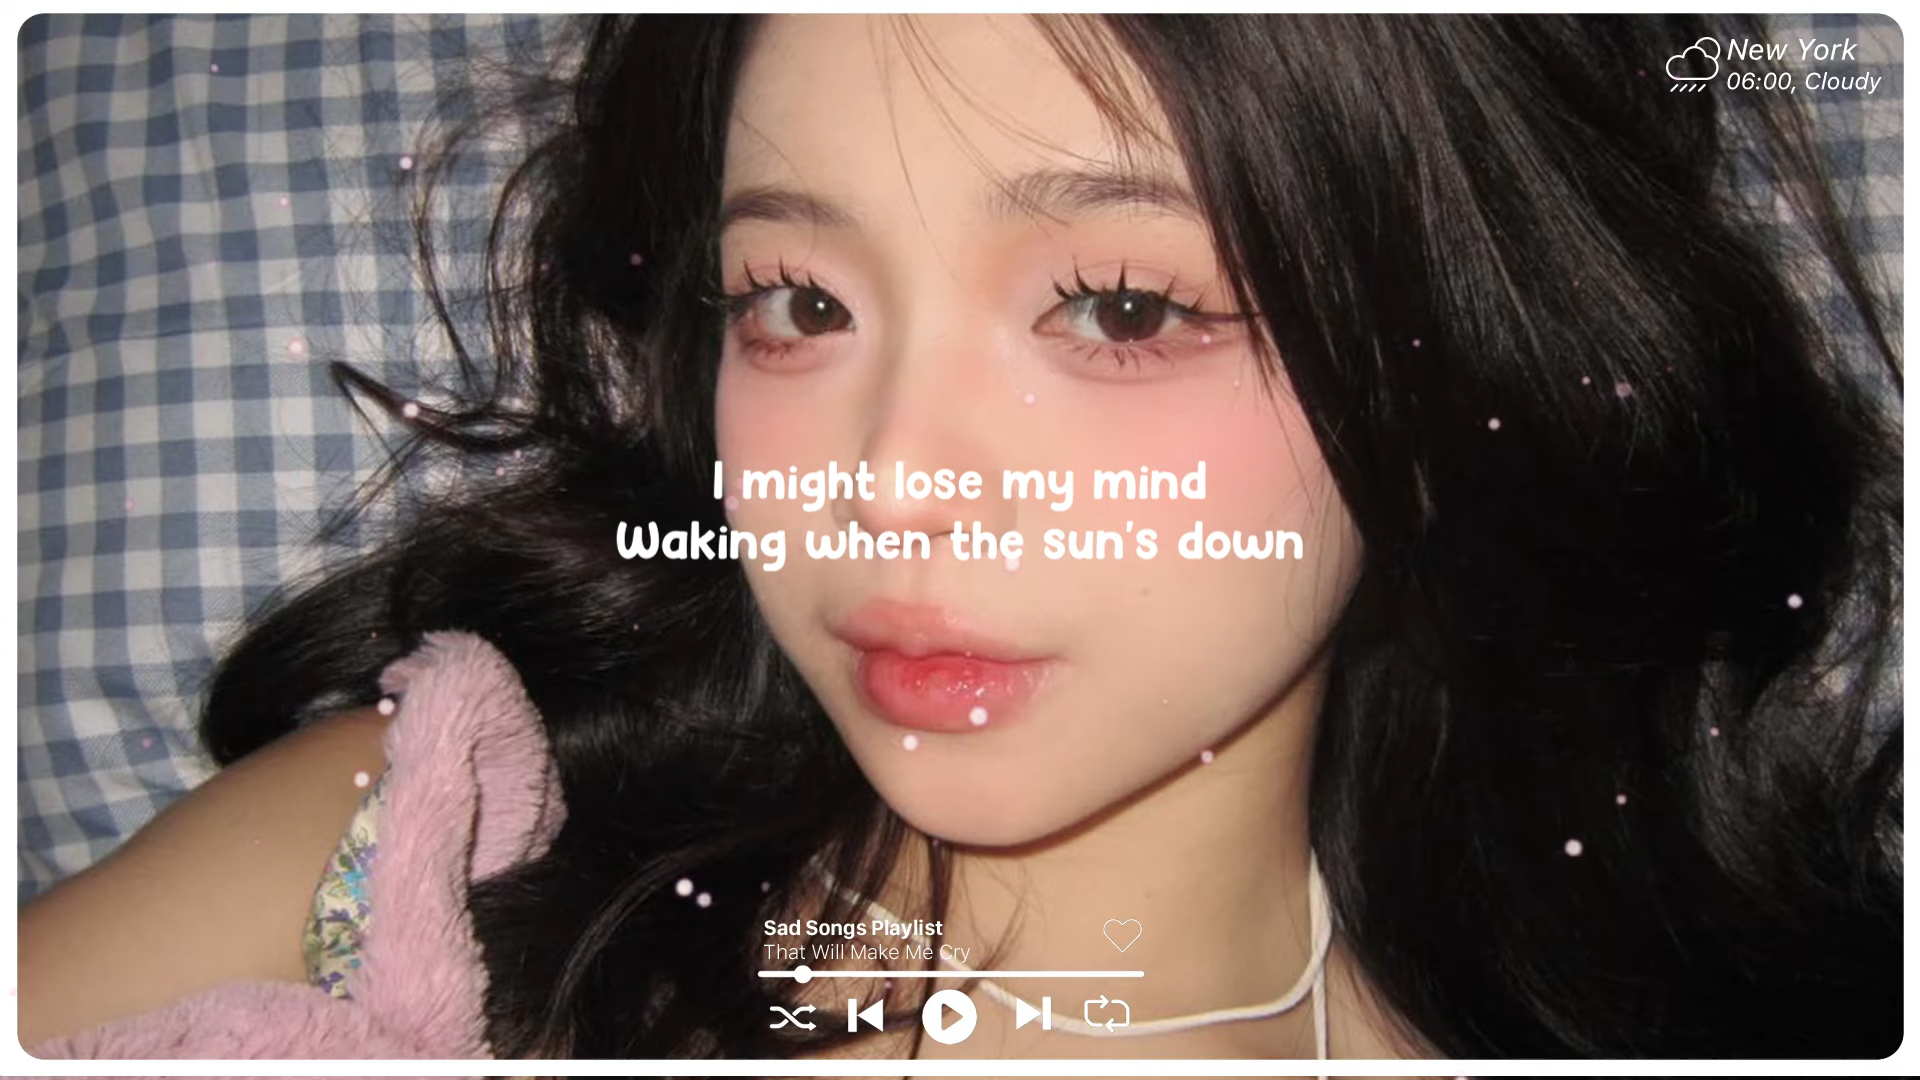 New York
06:00, Cloudy
I might lose my mind
Waking when the sun's down
Sad Songs Playlist
That Will Make Me Cry